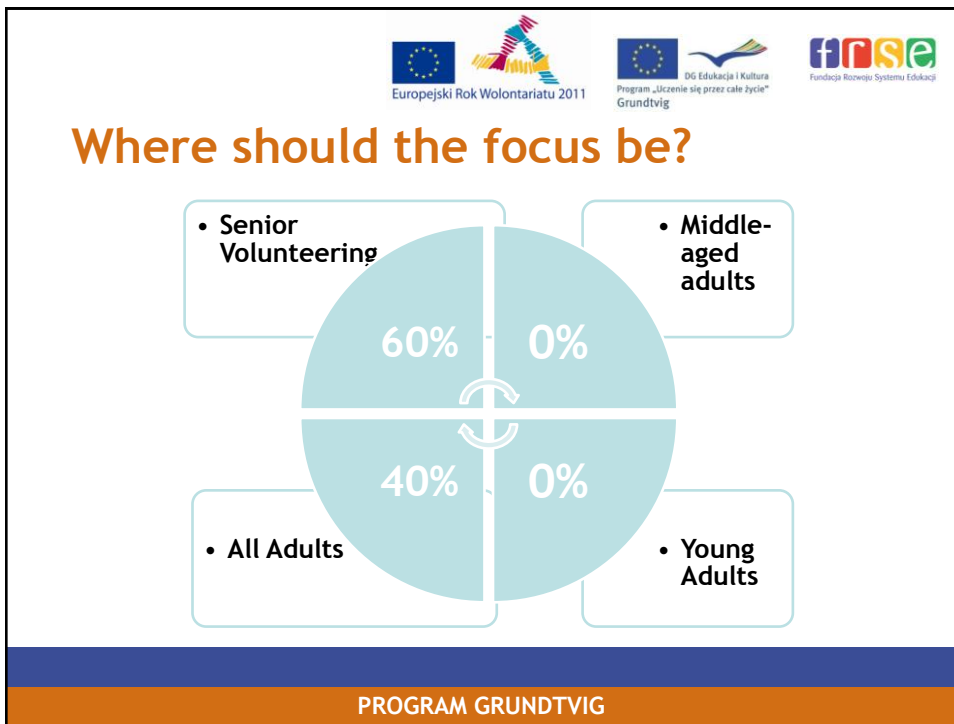 Europejski Rok Wolontariatu 2011
DG Edukacja i Kultura
Program „Uczenie się przez całe życie”
Grundtvig
frse
Fundacja Rozwoju Systemu Edukacji
Where should the focus be?
• Senior
Volunteering
• Middle-
aged
adults
60%
0%
40%
0%
• All Adults
• Young
Adults
PROGRAM GRUNDTVIG